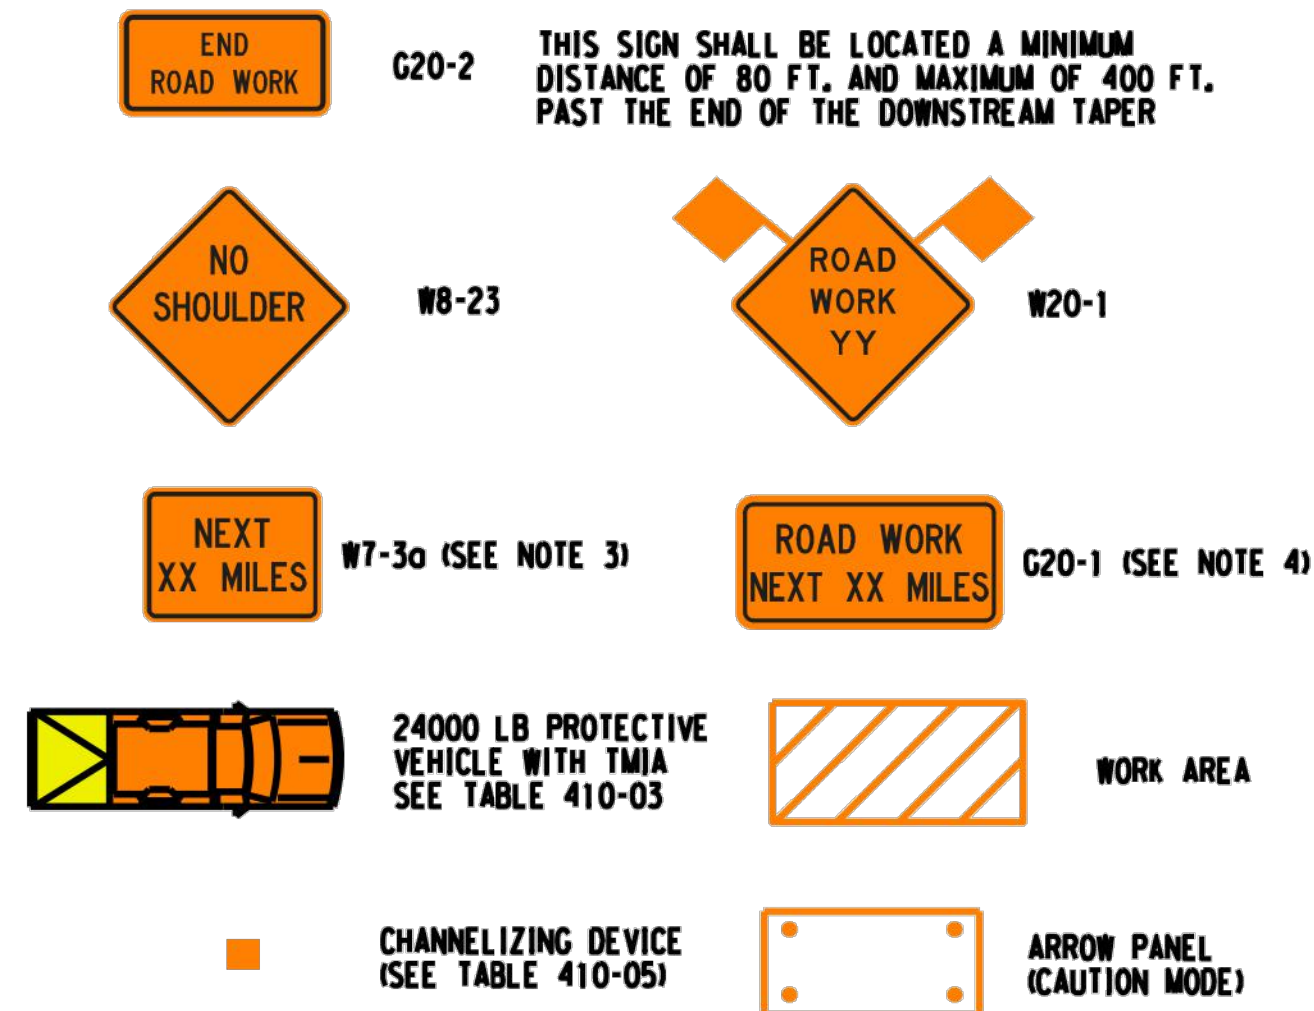 END
ROAD WORK
G20-2
THIS SIGN SHALL BE LOCATED A MINIMUM
DISTANCE OF 80 FT. AND MAXIMUM OF 400 FT.
PAST THE END OF THE DOWNSTREAM TAPER
NO
SHOULDER
W8-23
ROAD
WORK
YY
W20-1
NEXT
XX MILES
W7-3a (SEE NOTE 3)
ROAD WORK
NEXT XX MILES
G20-1 (SEE NOTE 4)
24000 LB PROTECTIVE
VEHICLE WITH TMIA
SEE TABLE 410-03
WORK AREA
CHANNELIZING DEVICE
(SEE TABLE 410-05)
ARROW PANEL
(CAUTION MODE)